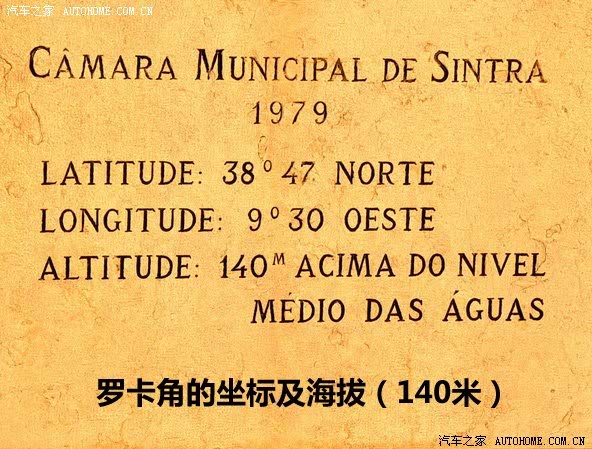 汽车之家 AUTOHOME.COM.CN
CÂMARA MUNICIPAL DE SINTRA
1979
LATITUDE: 38º 47 NORTE
LONGITUDE: 9º 30 OESTE
ALTITUDE: 140ᴹ ACIMA DO NIVEL
MÉDIO DAS ÁGUAS
罗卡角的坐标及海拔（140米）
汽车之家 AUTOHOME.COM.CN